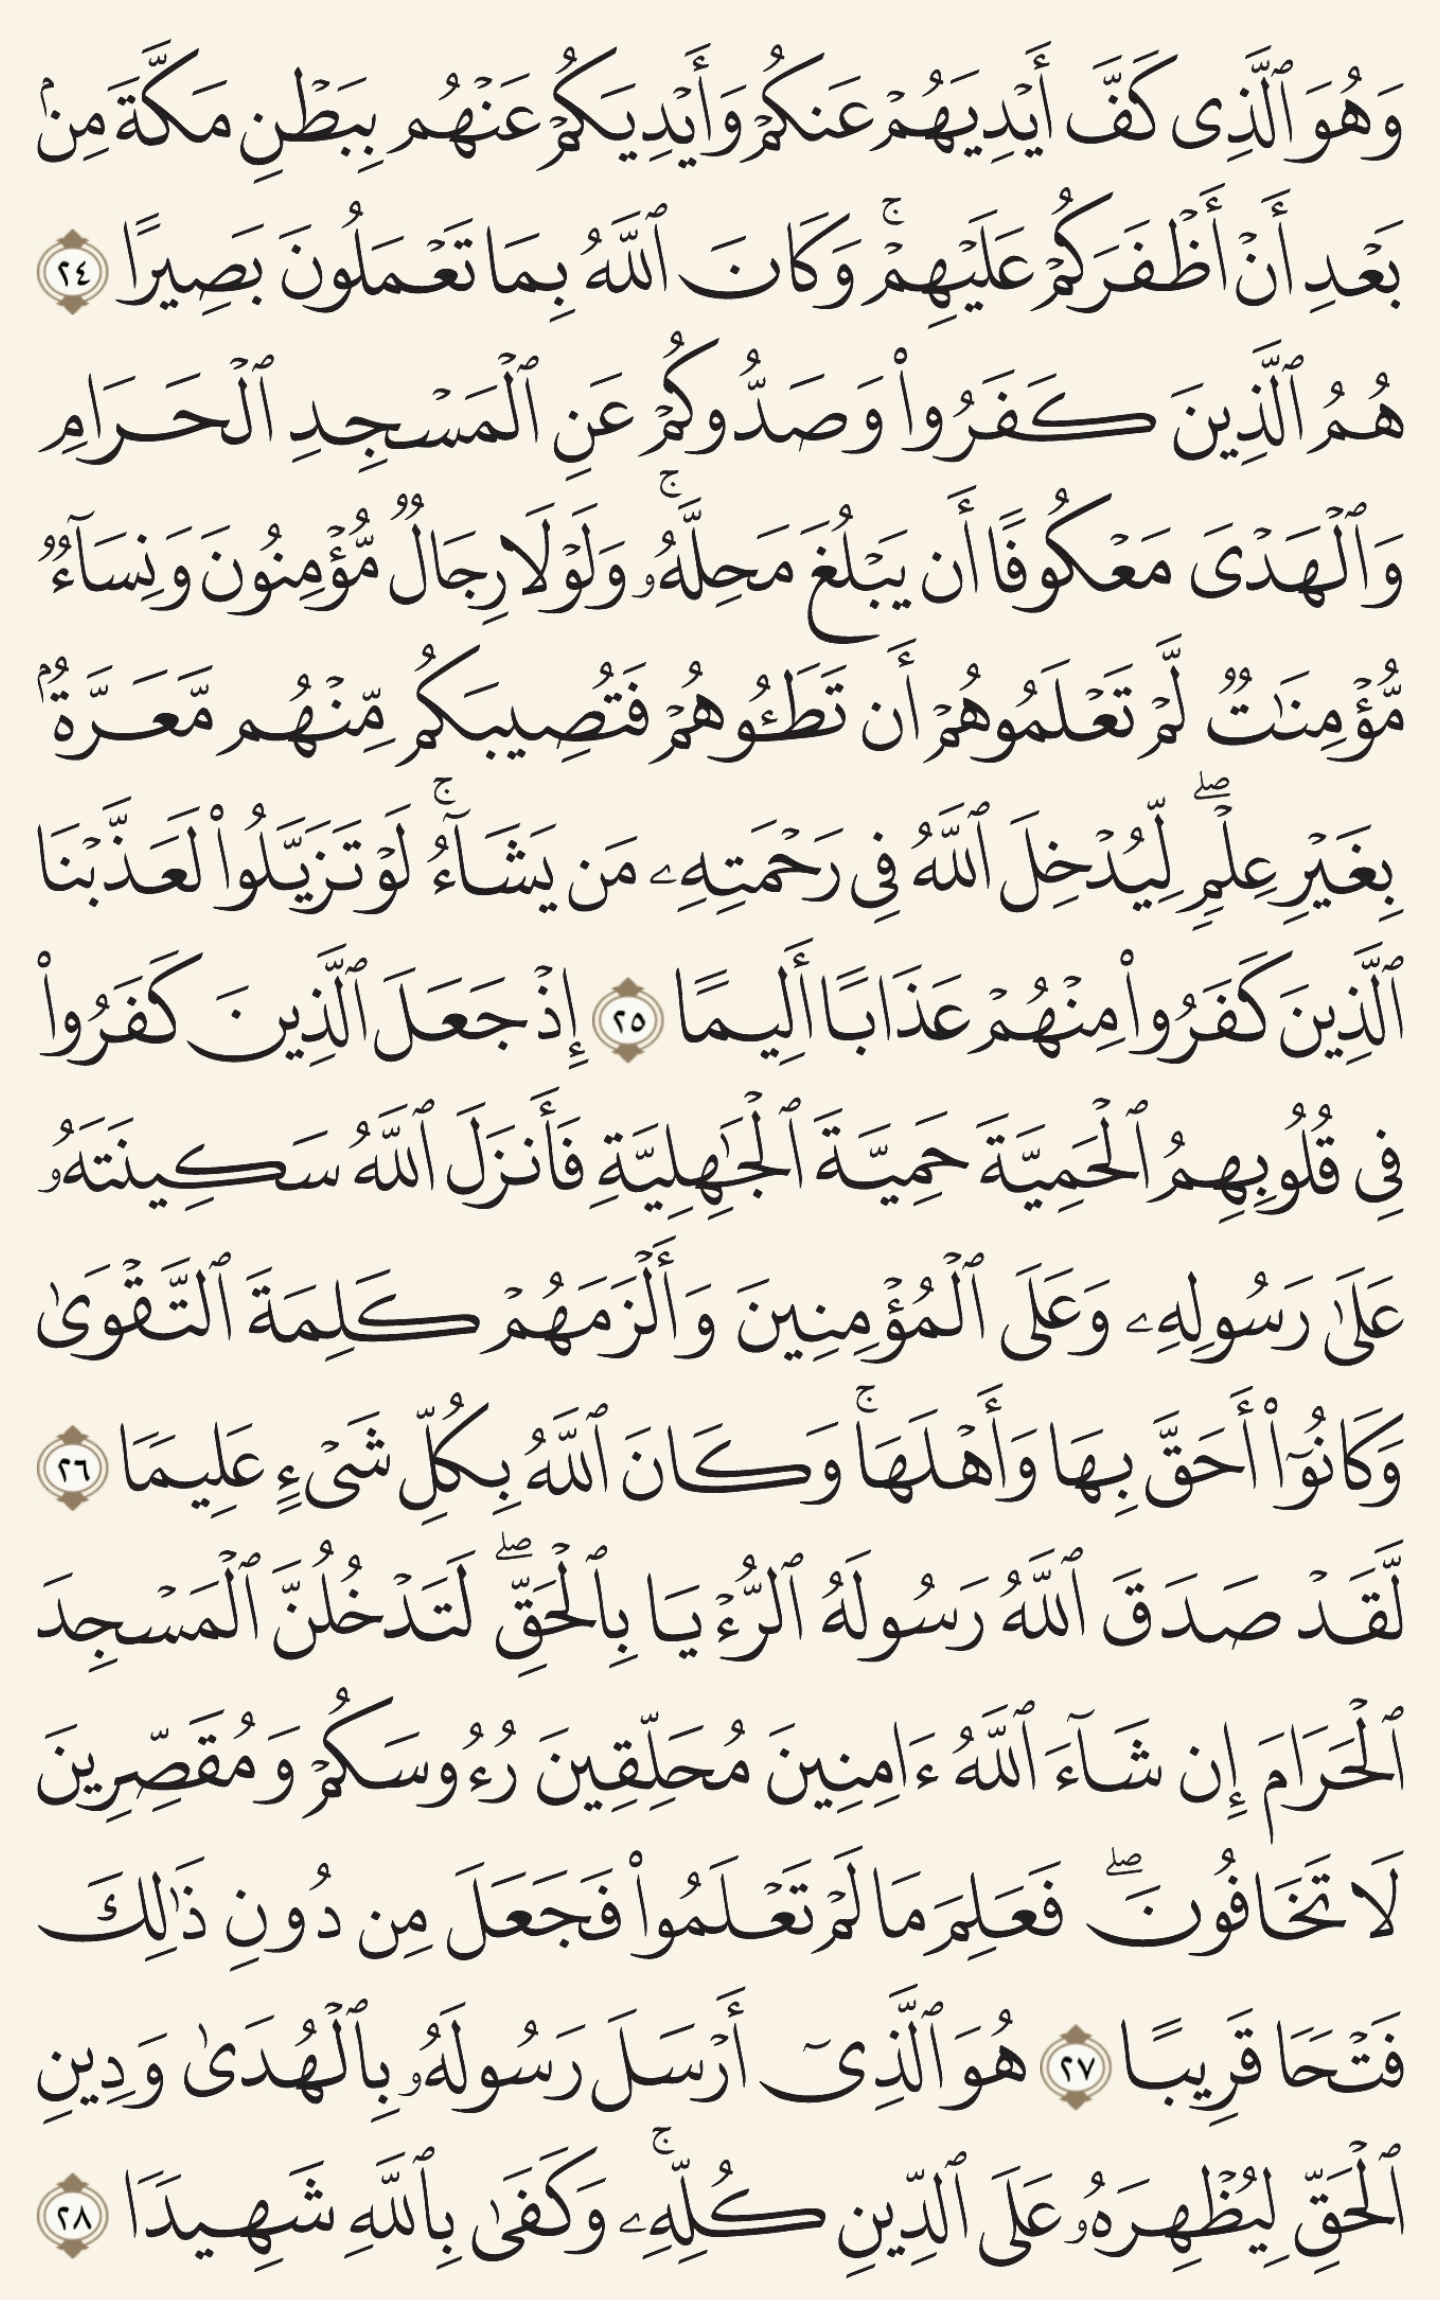 وَهُوَ ٱلَّذِى كَفَّ أَيۡدِيَهُمۡ عَنكُمۡ وَأَيۡدِيَكُمۡ عَنۡهُم بِبَطۡنِ مَكَّةَ مِنۢ
بَعۡدِ أَنۡ أَظۡفَرَكُمۡ عَلَيۡهِمۡۚ وَكَانَ ٱللَّهُ بِمَا تَعۡمَلُونَ بَصِيرًا ٢٤
هُمُ ٱلَّذِينَ كَفَرُوا۟ وَصَدُّوكُمۡ عَنِ ٱلۡمَسۡجِدِ ٱلۡحَرَامِ
وَٱلۡهَدۡىَ مَعۡكُوفًا أَن يَبۡلُغَ مَحِلَّهُۥۚ وَلَوۡلَا رِجَالٌ مُّؤۡمِنُونَ وَنِسَآءٌ
مُّؤۡمِنَٰتٌ لَّمۡ تَعۡلَمُوهُمۡ أَن تَطَـُٔوهُمۡ فَتُصِيبَكُم مِّنۡهُم مَّعَرَّةُۢ
بِغَيۡرِ عِلۡمٍۖ لِّيُدۡخِلَ ٱللَّهُ فِى رَحۡمَتِهِۦ مَن يَشَآءُۚ لَوۡ تَزَيَّلُوا۟ لَعَذَّبۡنَا
ٱلَّذِينَ كَفَرُوا۟ مِنۡهُمۡ عَذَابًا أَلِيمًا ٢٥ إِذۡ جَعَلَ ٱلَّذِينَ كَفَرُوا۟
فِى قُلُوبِهِمُ ٱلۡحَمِيَّةَ حَمِيَّةَ ٱلۡجَٰهِلِيَّةِ فَأَنزَلَ ٱللَّهُ سَكِينَتَهُۥ
عَلَىٰ رَسُولِهِۦ وَعَلَى ٱلۡمُؤۡمِنِينَ وَأَلۡزَمَهُمۡ كَلِمَةَ ٱلتَّقۡوَىٰ
وَكَانُوٓا۟ أَحَقَّ بِهَا وَأَهۡلَهَاۚ وَكَانَ ٱللَّهُ بِكُلِّ شَىۡءٍ عَلِيمًا ٢٦
لَّقَدۡ صَدَقَ ٱللَّهُ رَسُولَهُ ٱلرُّءۡيَا بِٱلۡحَقِّۖ لَتَدۡخُلُنَّ ٱلۡمَسۡجِدَ
ٱلۡحَرَامَ إِن شَآءَ ٱللَّهُ ءَامِنِينَ مُحَلِّقِينَ رُءُوسَكُمۡ وَمُقَصِّرِينَ
لَا تَخَافُونَۖ فَعَلِمَ مَا لَمۡ تَعۡلَمُوا۟ فَجَعَلَ مِن دُونِ ذَٰلِكَ
فَتۡحًا قَرِيبًا ٢٧ هُوَ ٱلَّذِىٓ أَرۡسَلَ رَسُولَهُۥ بِٱلۡهُدَىٰ وَدِينِ
ٱلۡحَقِّ لِيُظۡهِرَهُۥ عَلَى ٱلدِّينِ كُلِّهِۦۚ وَكَفَىٰ بِٱللَّهِ شَهِيدًا ٢٨